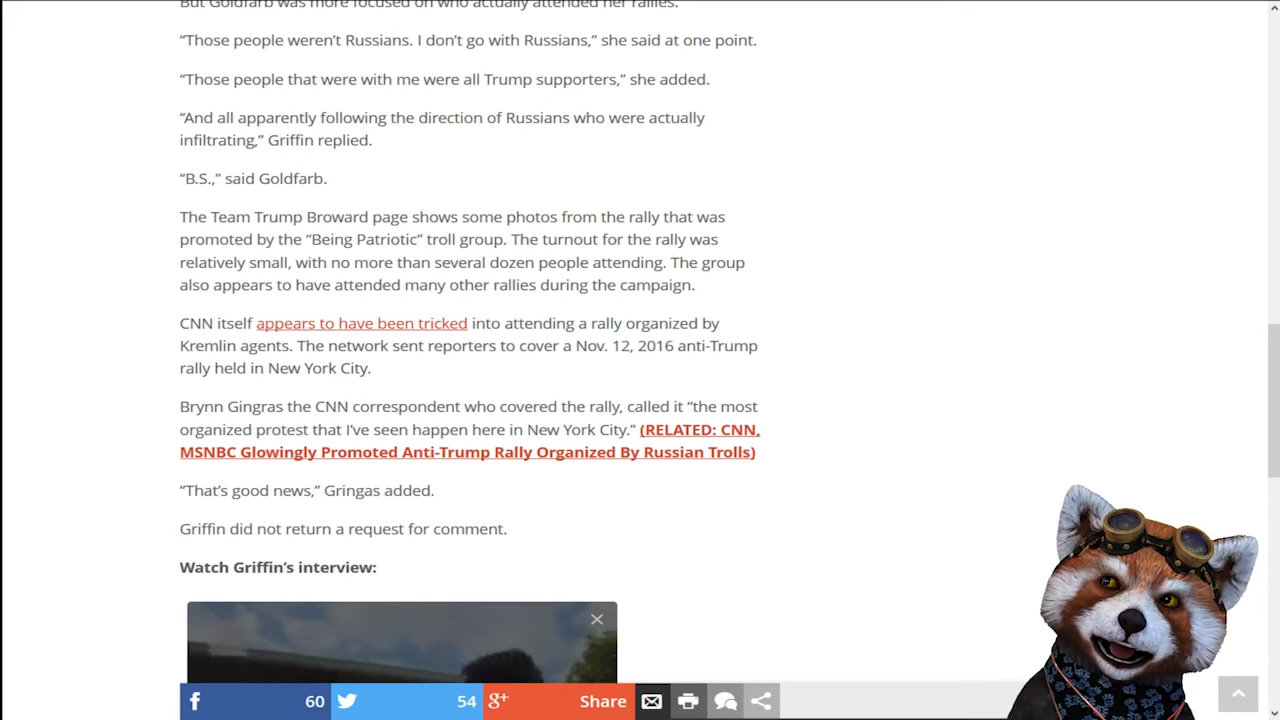 But Goldfarb was more focused on who actually attended her rallies.
“Those people weren’t Russians. I don’t go with Russians,” she said at one point.
“Those people that were with me were all Trump supporters,” she added.
“And all apparently following the direction of Russians who were actually
infiltrating,” Griffin replied.
“B.S.,” said Goldfarb.
The Team Trump Broward page shows some photos from the rally that was
promoted by the “Being Patriotic” troll group. The turnout for the rally was
relatively small, with no more than several dozen people attending. The group
also appears to have attended many other rallies during the campaign.
CNN itself appears to have been tricked into attending a rally organized by
Kremlin agents. The network sent reporters to cover a Nov. 12, 2016 anti-Trump
rally held in New York City.
Brynn Gingras the CNN correspondent who covered the rally, called it “the most
organized protest that I’ve seen happen here in New York City.” (RELATED: CNN,
MSNBC Glowingly Promoted Anti-Trump Rally Organized By Russian Trolls)
“That’s good news,” Gringas added.
Griffin did not return a request for comment.
Watch Griffin’s interview:
60 54 g+ Share